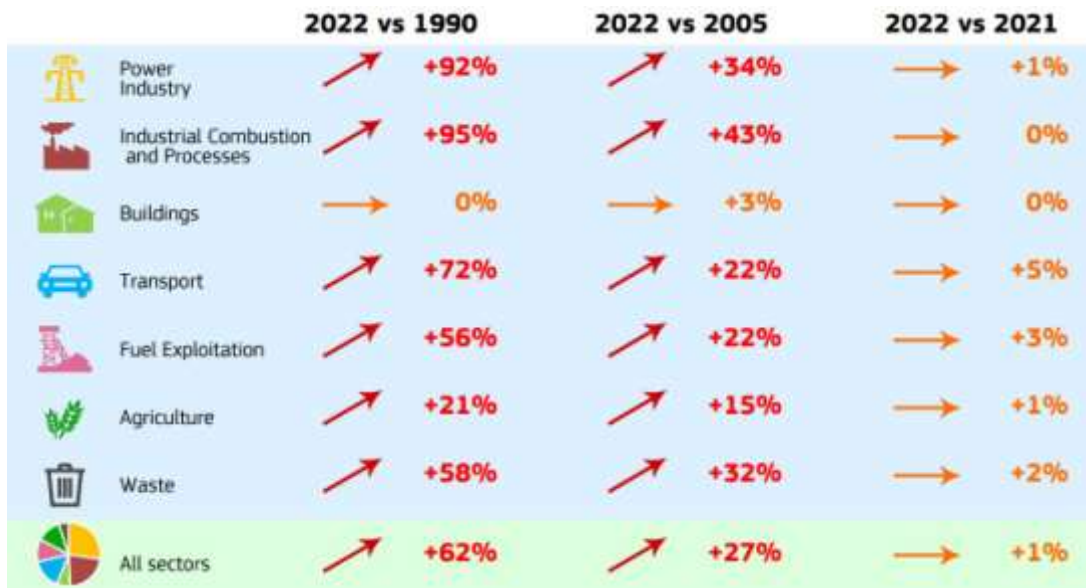 2022 vs 1990 2022 vs 2005 2022 vs 2021
Power
Industry
+92% +34% +1%
Industrial Combustion
and Processes
+95% +43% 0%
Buildings 0% +3% 0%
Transport +72% +22% +5%
Fuel Exploitation +56% +22% +3%
Agriculture +21% +15% +1%
Waste +58% +32% +2%
All sectors +62% +27% +1%